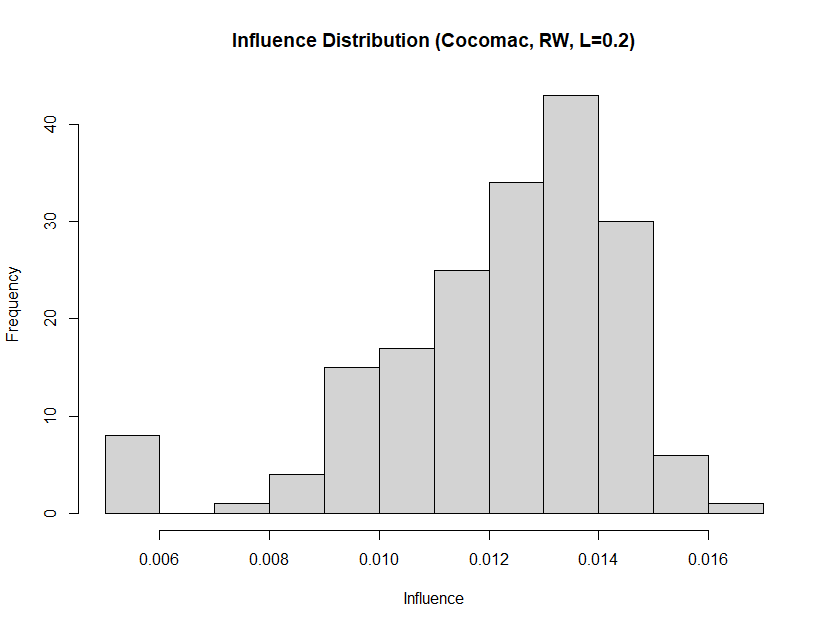 Influence Distribution (Cocomac, RW, L=0.2)
Frequency
40
30
20
10
0
0.006 0.008 0.010 0.012 0.014 0.016
Influence